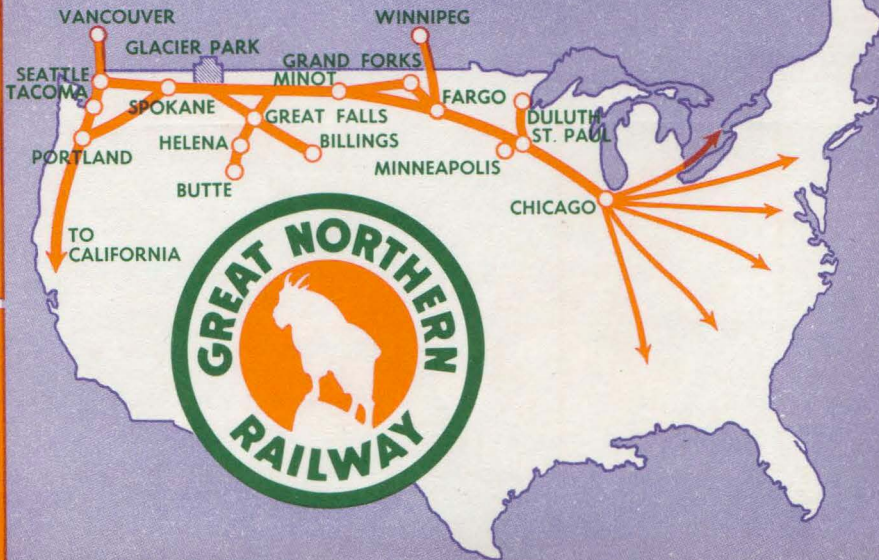 VANCOUVER
WINNIPEG
GLACIER PARK
GRAND FORKS
SEATTLE
MINOT
TACOMA
FARGO
SPOKANE
DULUTH
GREAT FALLS
ST. PAUL
HELENA
BILLINGS
PORTLAND
MINNEAPOLIS
BUTTE
CHICAGO
TO
CALIFORNIA
GREAT NORTHERN
RAILWAY